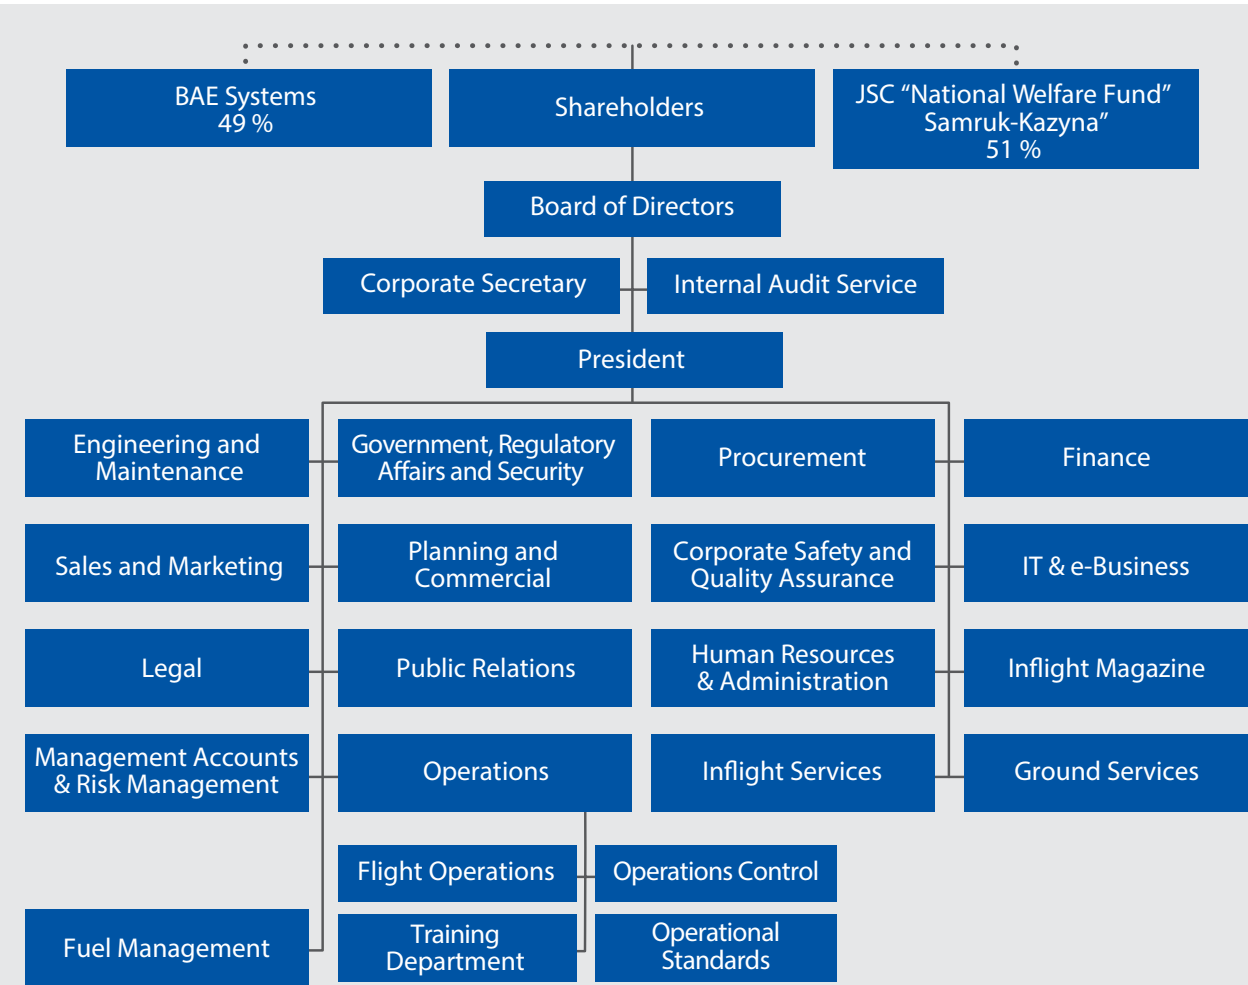 BAE Systems
49 %
Shareholders
JSC “National Welfare Fund”
Samruk-Kazyna”
51 %
Board of Directors
Corporate Secretary
Internal Audit Service
President
Engineering and
Maintenance
Government, Regulatory
Affairs and Security
Procurement
Finance
Sales and Marketing
Planning and
Commercial
Corporate Safety and
Quality Assurance
IT & e-Business
Legal
Public Relations
Human Resources
& Administration
Inflight Magazine
Management Accounts
& Risk Management
Operations
Inflight Services
Ground Services
Flight Operations
Operations Control
Fuel Management
Training
Department
Operational
Standards